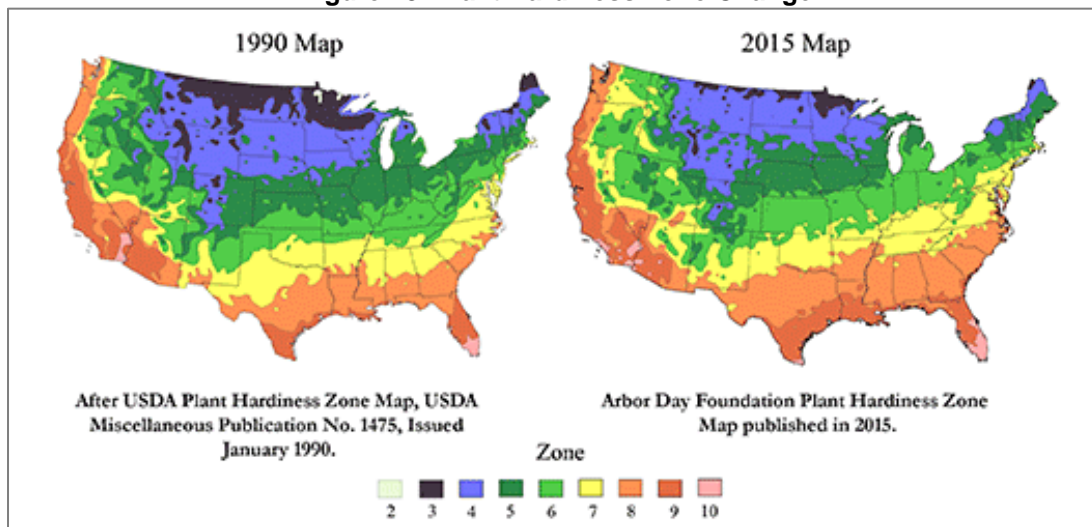 1990 Map
2015 Map
After USDA Plant Hardiness Zone Map, USDA
Miscellaneous Publication No. 1475, Issued
January 1990.
Arbor Day Foundation Plant Hardiness Zone
Map published in 2015.
Zone
2 3 4 5 6 7 8 9 10